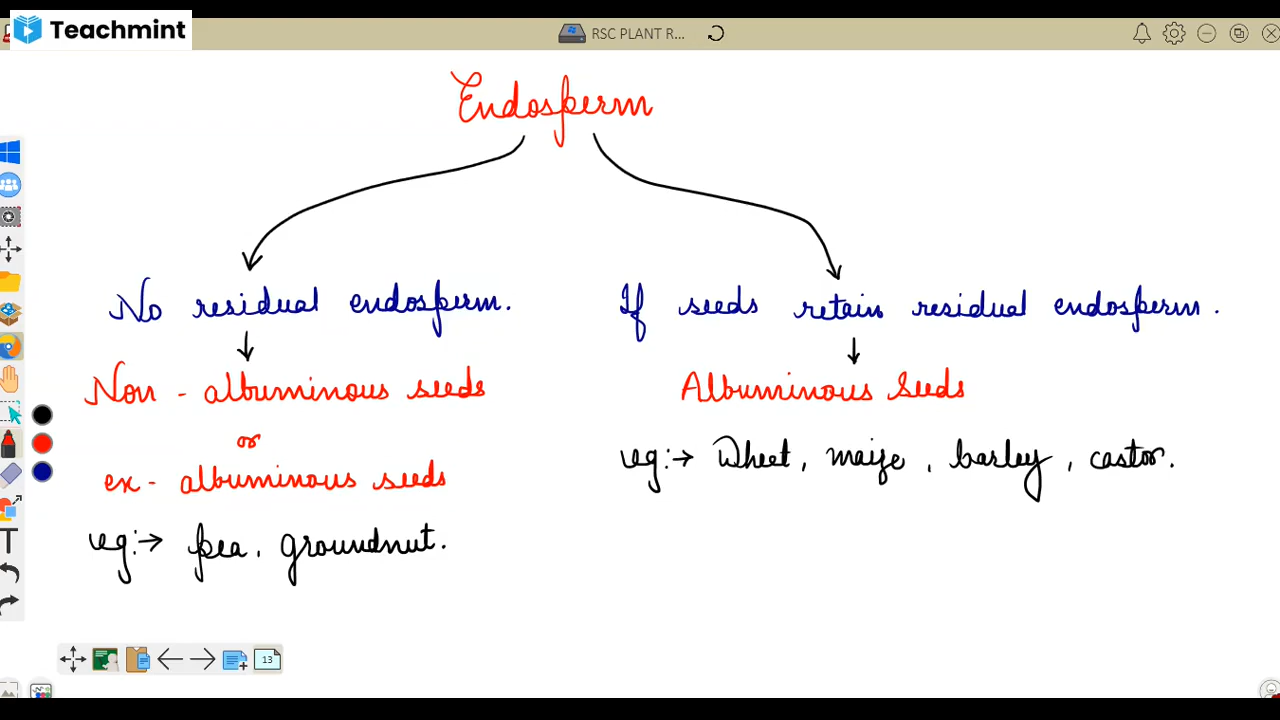 Teachmint
RSC PLANT R...
Endosperm
No residual endosperm.
If seeds retain residual endosperm.
Non - albuminous seeds
Albuminous Seeds
or
ex - albuminous seeds
eg:→ Wheet, maize, barley, castor.
eg:→ pea, groundnut.
13